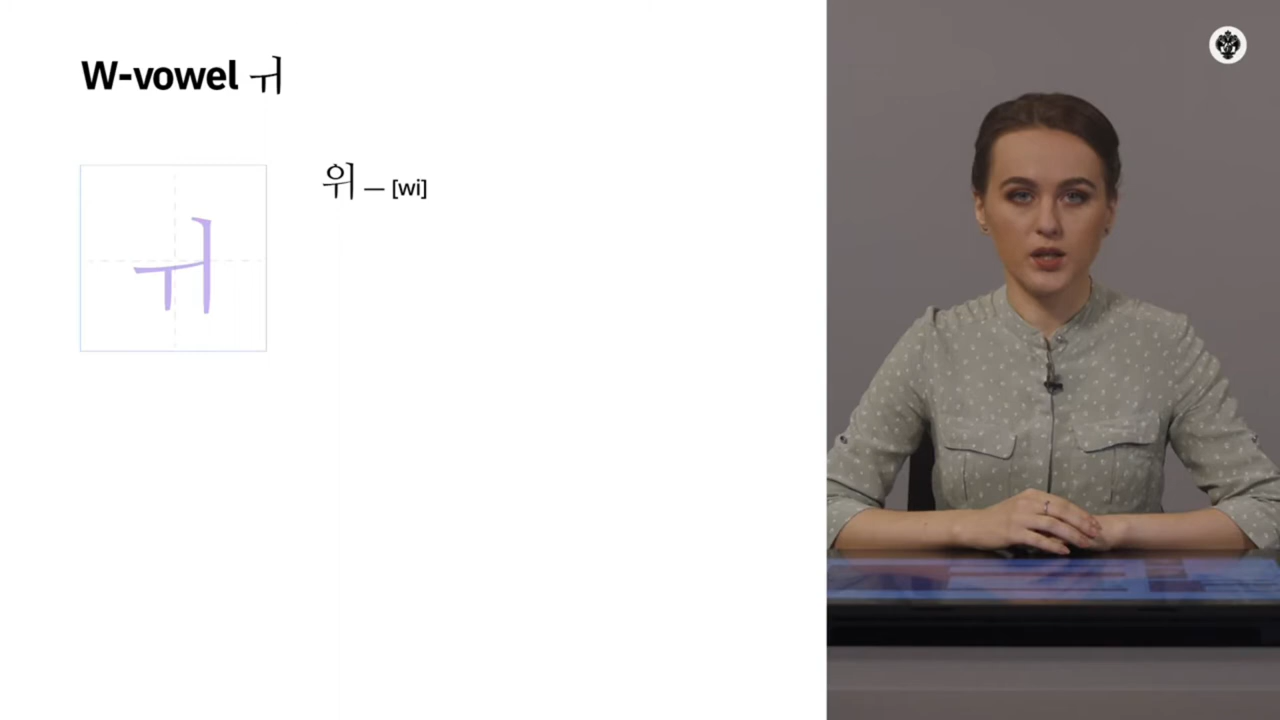 W-vowel ㅟ
ㅟ
위 – [wi]